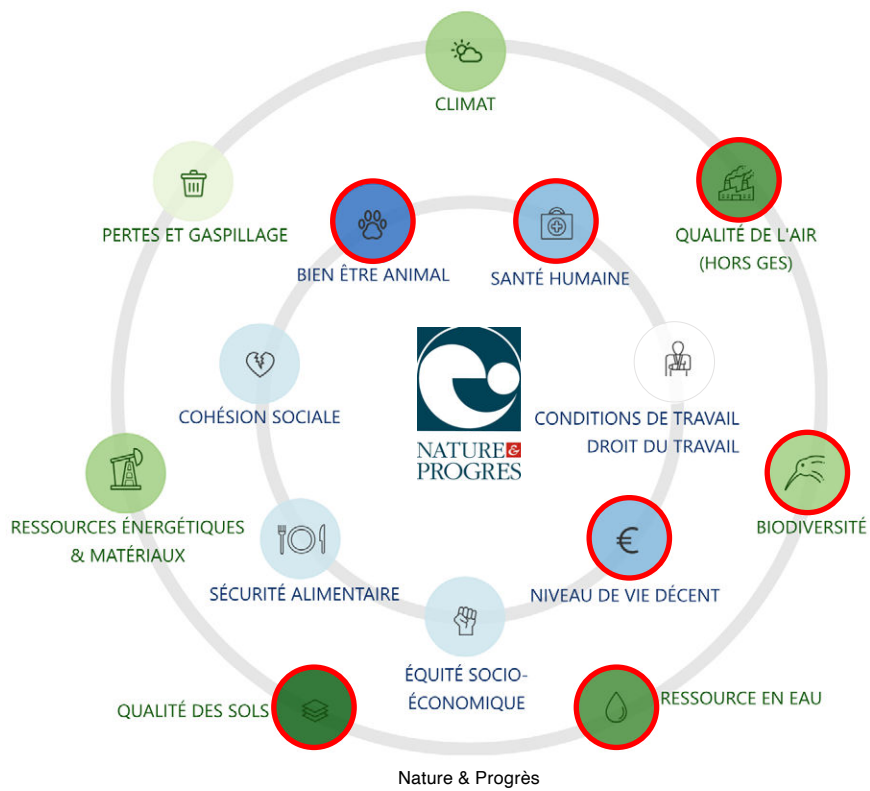 CLIMAT
PERTES ET GASPILLAGE
QUALITÉ DE L'AIR
(HORS GES)
BIEN ÊTRE ANIMAL
SANTÉ HUMAINE
COHÉSION SOCIALE
CONDITIONS DE TRAVAIL
DROIT DU TRAVAIL
NATURE &
PROGRES
RESSOURCES ÉNERGÉTIQUES
& MATÉRIAUX
BIODIVERSITÉ
€
SÉCURITÉ ALIMENTAIRE
NIVEAU DE VIE DÉCENT
ÉQUITÉ SOCIO-
ÉCONOMIQUE
QUALITÉ DES SOLS
RESSOURCE EN EAU
Nature & Progrès